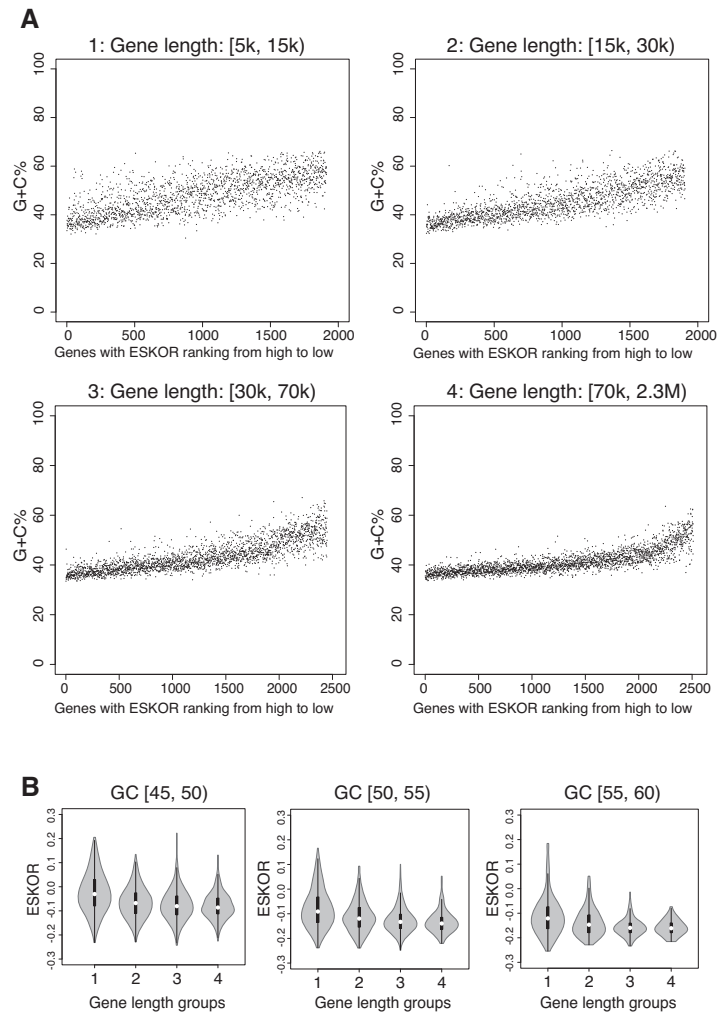 A
1: Gene length: [5k, 15k)
2: Gene length: [15k, 30k)
G+C%
0 20 40 60 80 100
0 500 1000 1500 2000
Genes with ESKOR ranking from high to low
G+C%
0 20 40 60 80 100
0 500 1000 1500 2000
Genes with ESKOR ranking from high to low
3: Gene length: [30k, 70k)
4: Gene length: [70k, 2.3M)
G+C%
0 20 40 60 80 100
0 500 1000 1500 2000 2500
Genes with ESKOR ranking from high to low
G+C%
0 20 40 60 80 100
0 500 1000 1500 2000 2500
Genes with ESKOR ranking from high to low
B
GC [45, 50)
ESKOR
-0.3 -0.2 -0.1 0.0 0.1 0.2 0.3
1 2 3 4
Gene length groups
GC [50, 55)
ESKOR
-0.3 -0.2 -0.1 0.0 0.1 0.2 0.3
1 2 3 4
Gene length groups
GC [55, 60)
ESKOR
-0.3 -0.2 -0.1 0.0 0.1 0.2 0.3
1 2 3 4
Gene length groups